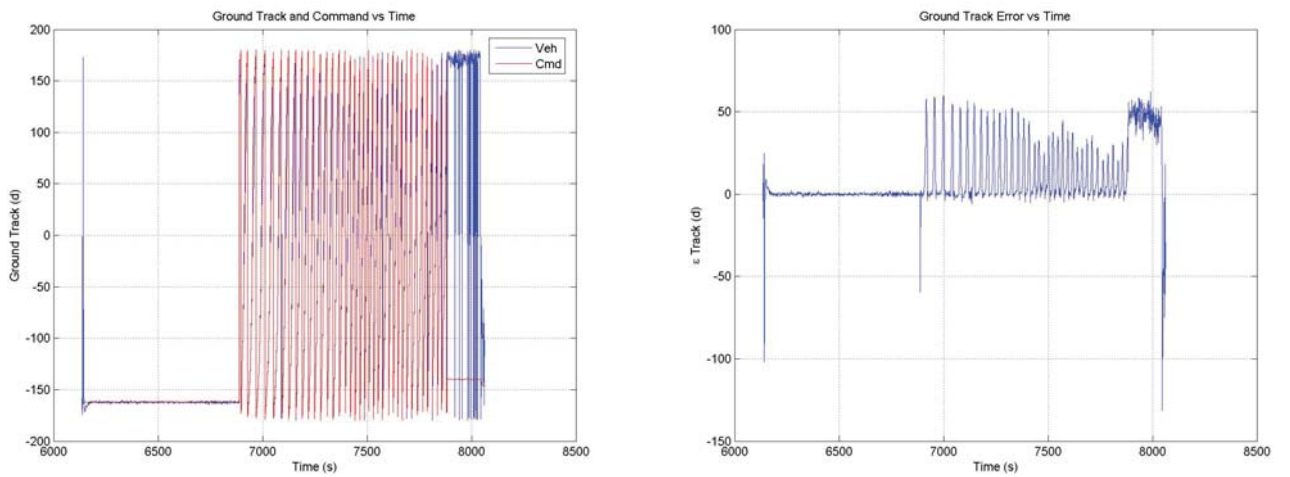 Ground Track and Command vs Time
200
150
100
50
0
-50
-100
-150
-200
6000 6500 7000 7500 8000 8500
Time (s)
Ground Track (d)
Veh
Cmd
Ground Track Error vs Time
100
50
0
-50
-100
-150
6000 6500 7000 7500 8000 8500
Time (s)
ε Track (d)